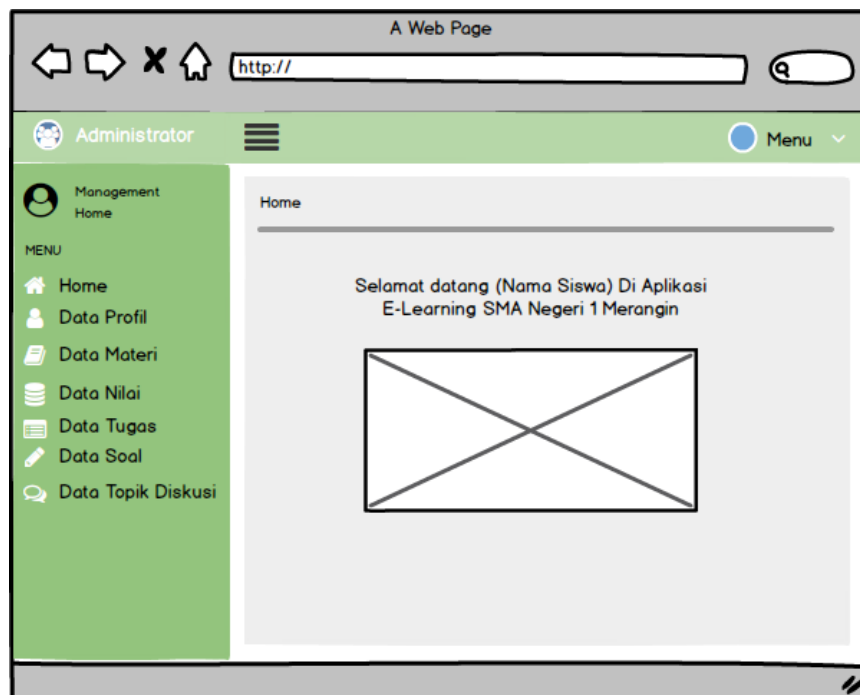 A Web Page
http://
Administrator
Menu
Management
Home
MENU
Home
Data Profil
Data Materi
Data Nilai
Data Tugas
Data Soal
Data Topik Diskusi
Home
Selamat datang (Nama Siswa) Di Aplikasi
E-Learning SMA Negeri 1 Merangin